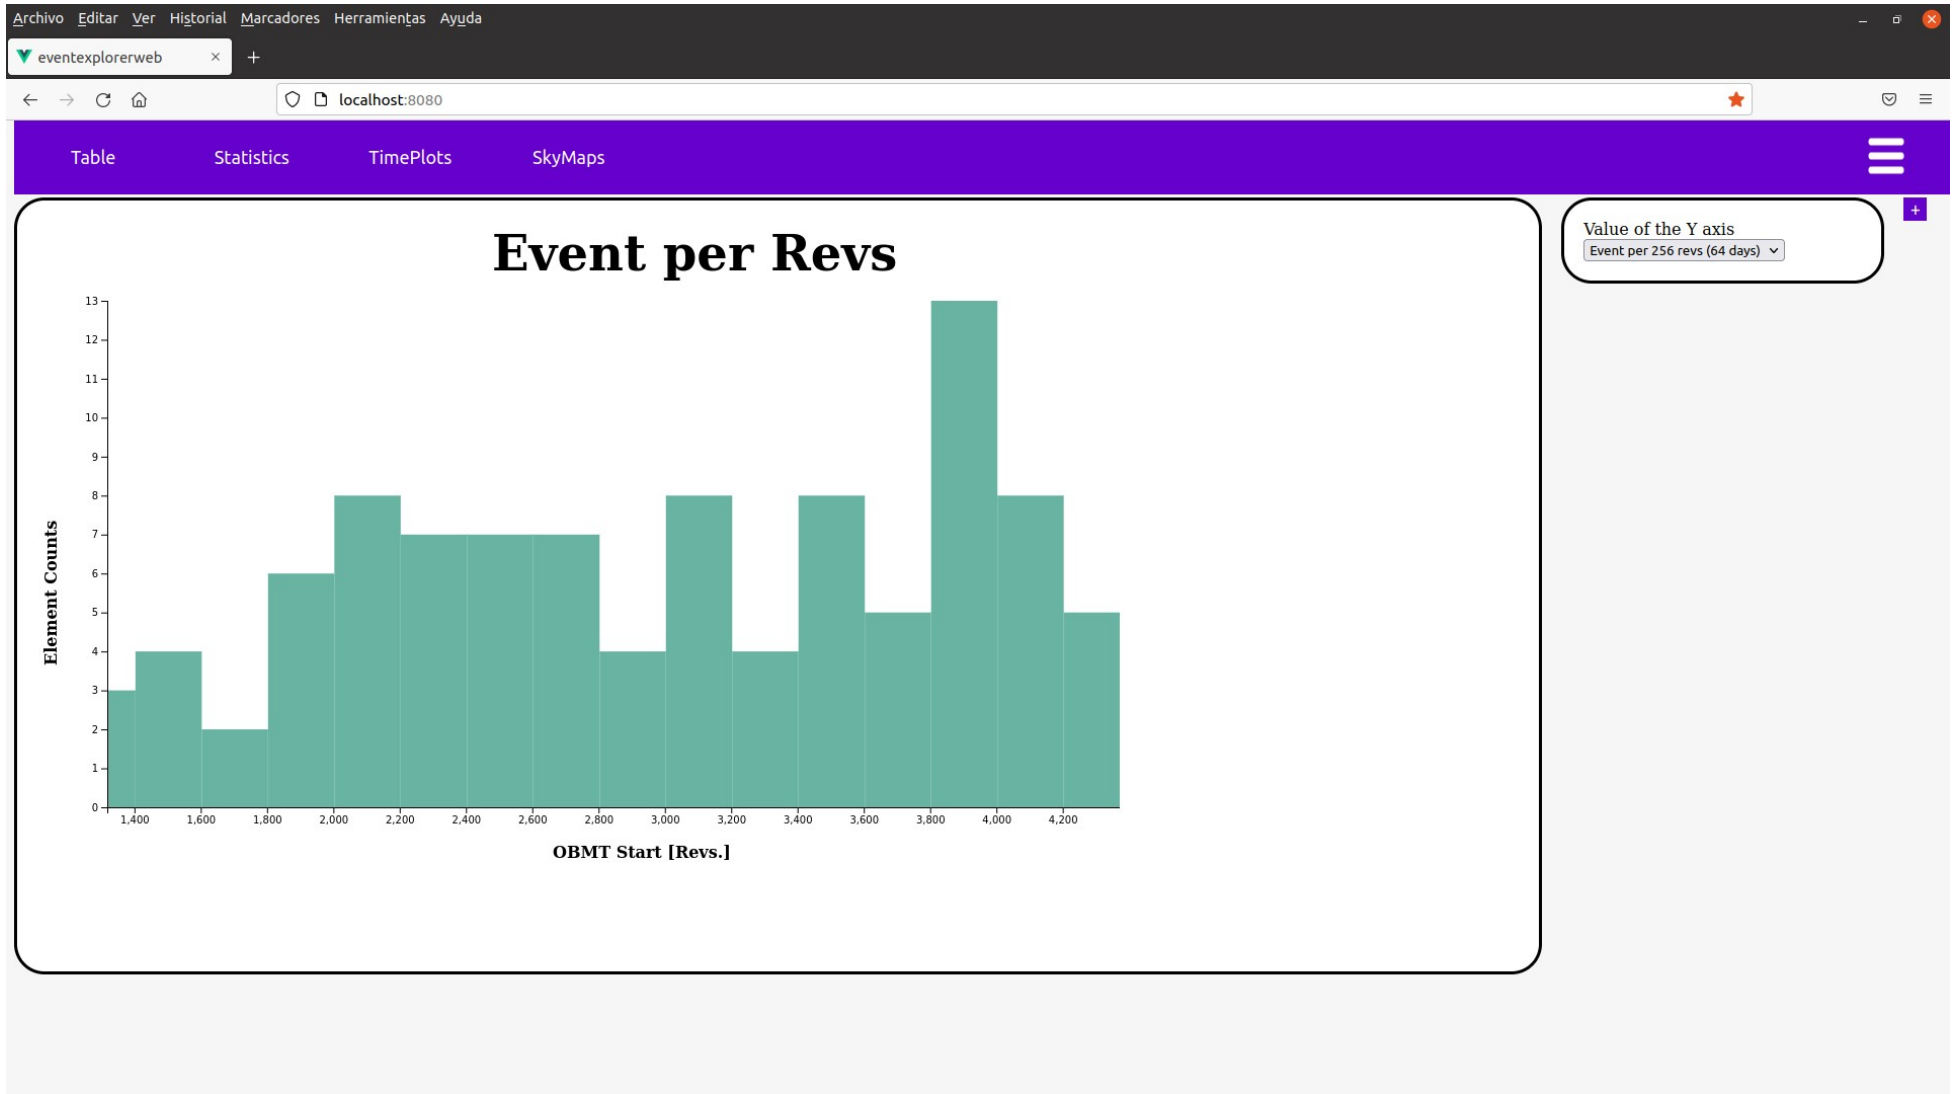 Archivo Editar Ver Historial Marcadores Herramientas Ayuda
eventexplorerweb
localhost:8080
Table Statistics TimePlots SkyMaps
Event per Revs
Value of the Y axis
Event per 256 revs (64 days)
+
13
12
11
10
9
8
7
6
5
4
3
2
1
0
Element Counts
1,400 1,600 1,800 2,000 2,200 2,400 2,600 2,800 3,000 3,200 3,400 3,600 3,800 4,000 4,200
OBMT Start [Revs.]